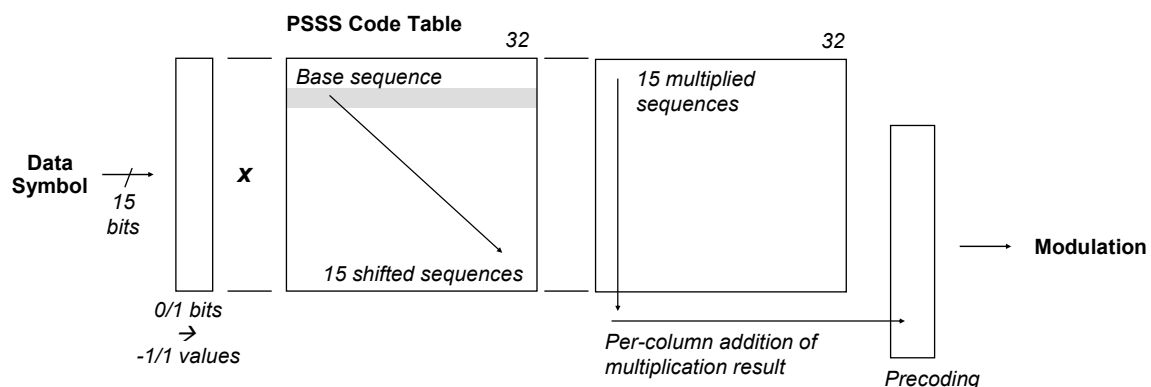 PSSS Code Table
32
32
Base sequence
15 multiplied
sequences
Data
Symbol
15
bits
x
15 shifted sequences
Modulation
0/1 bits
→
-1/1 values
Per-column addition of
multiplication result
Precoding